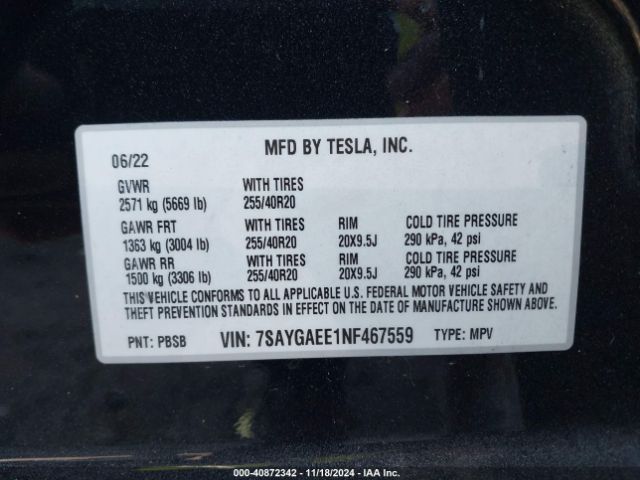 06/22 MFD BY TESLA, INC.
GVWR WITH TIRES
2571 kg (5669 lb) 255/40R20
GAWR FRT WITH TIRES RIM COLD TIRE PRESSURE
1363 kg (3004 lb) 255/40R20 20X9.5J 290 kPa, 42 psi
GAWR RR WITH TIRES RIM COLD TIRE PRESSURE
1500 kg (3306 lb) 255/40R20 20X9.5J 290 kPa, 42 psi
THIS VEHICLE CONFORMS TO ALL APPLICABLE U.S. FEDERAL MOTOR VEHICLE SAFETY AND
THEFT PREVENTION STANDARDS IN EFFECT ON THE DATE OF MANUFACTURE SHOWN ABOVE.
PNT: PBSB VIN: 7SAYGAEE1NF467559 TYPE: MPV
000-40872342 - 11/18/2024 - IAA Inc.